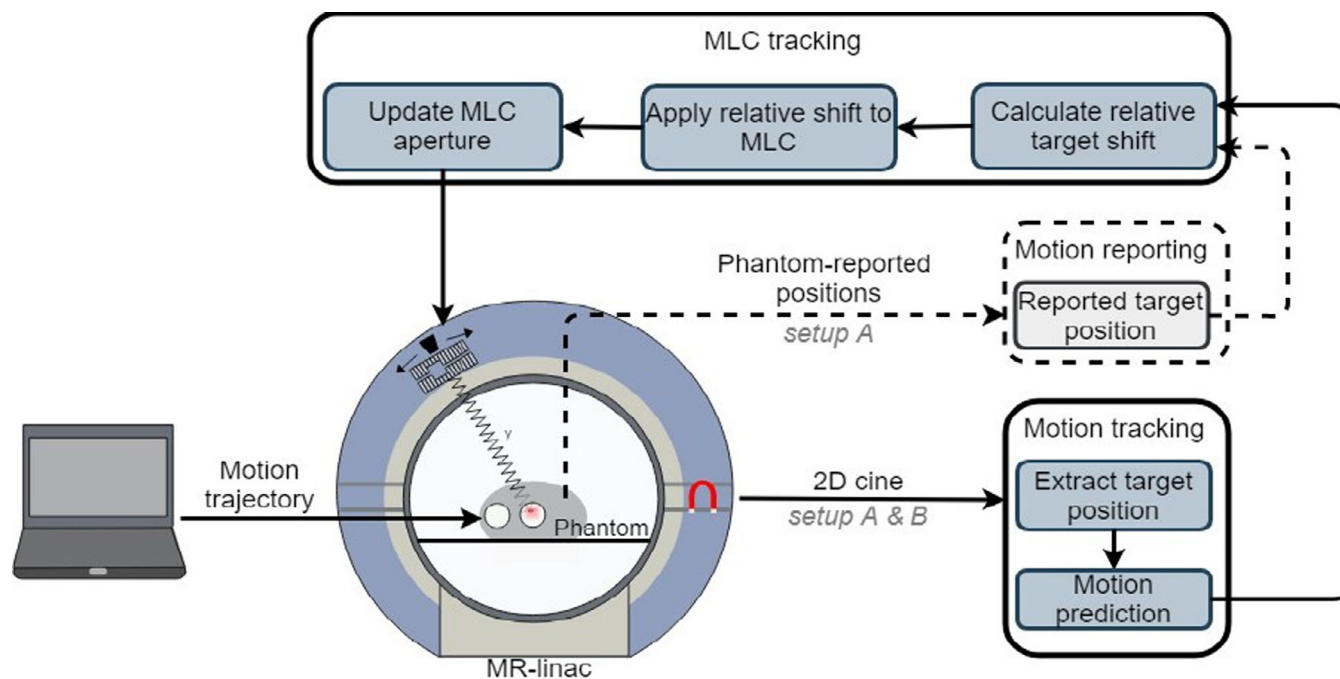 MLC tracking
Update MLC
aperture
Apply relative shift to
MLC
Calculate relative
target shift
Phantom-reported
positions
setup A
Motion reporting
Reported target
position
Motion
trajectory
γ
Phantom
MR-linac
2D cine
setup A & B
Motion tracking
Extract target
position
Motion
prediction